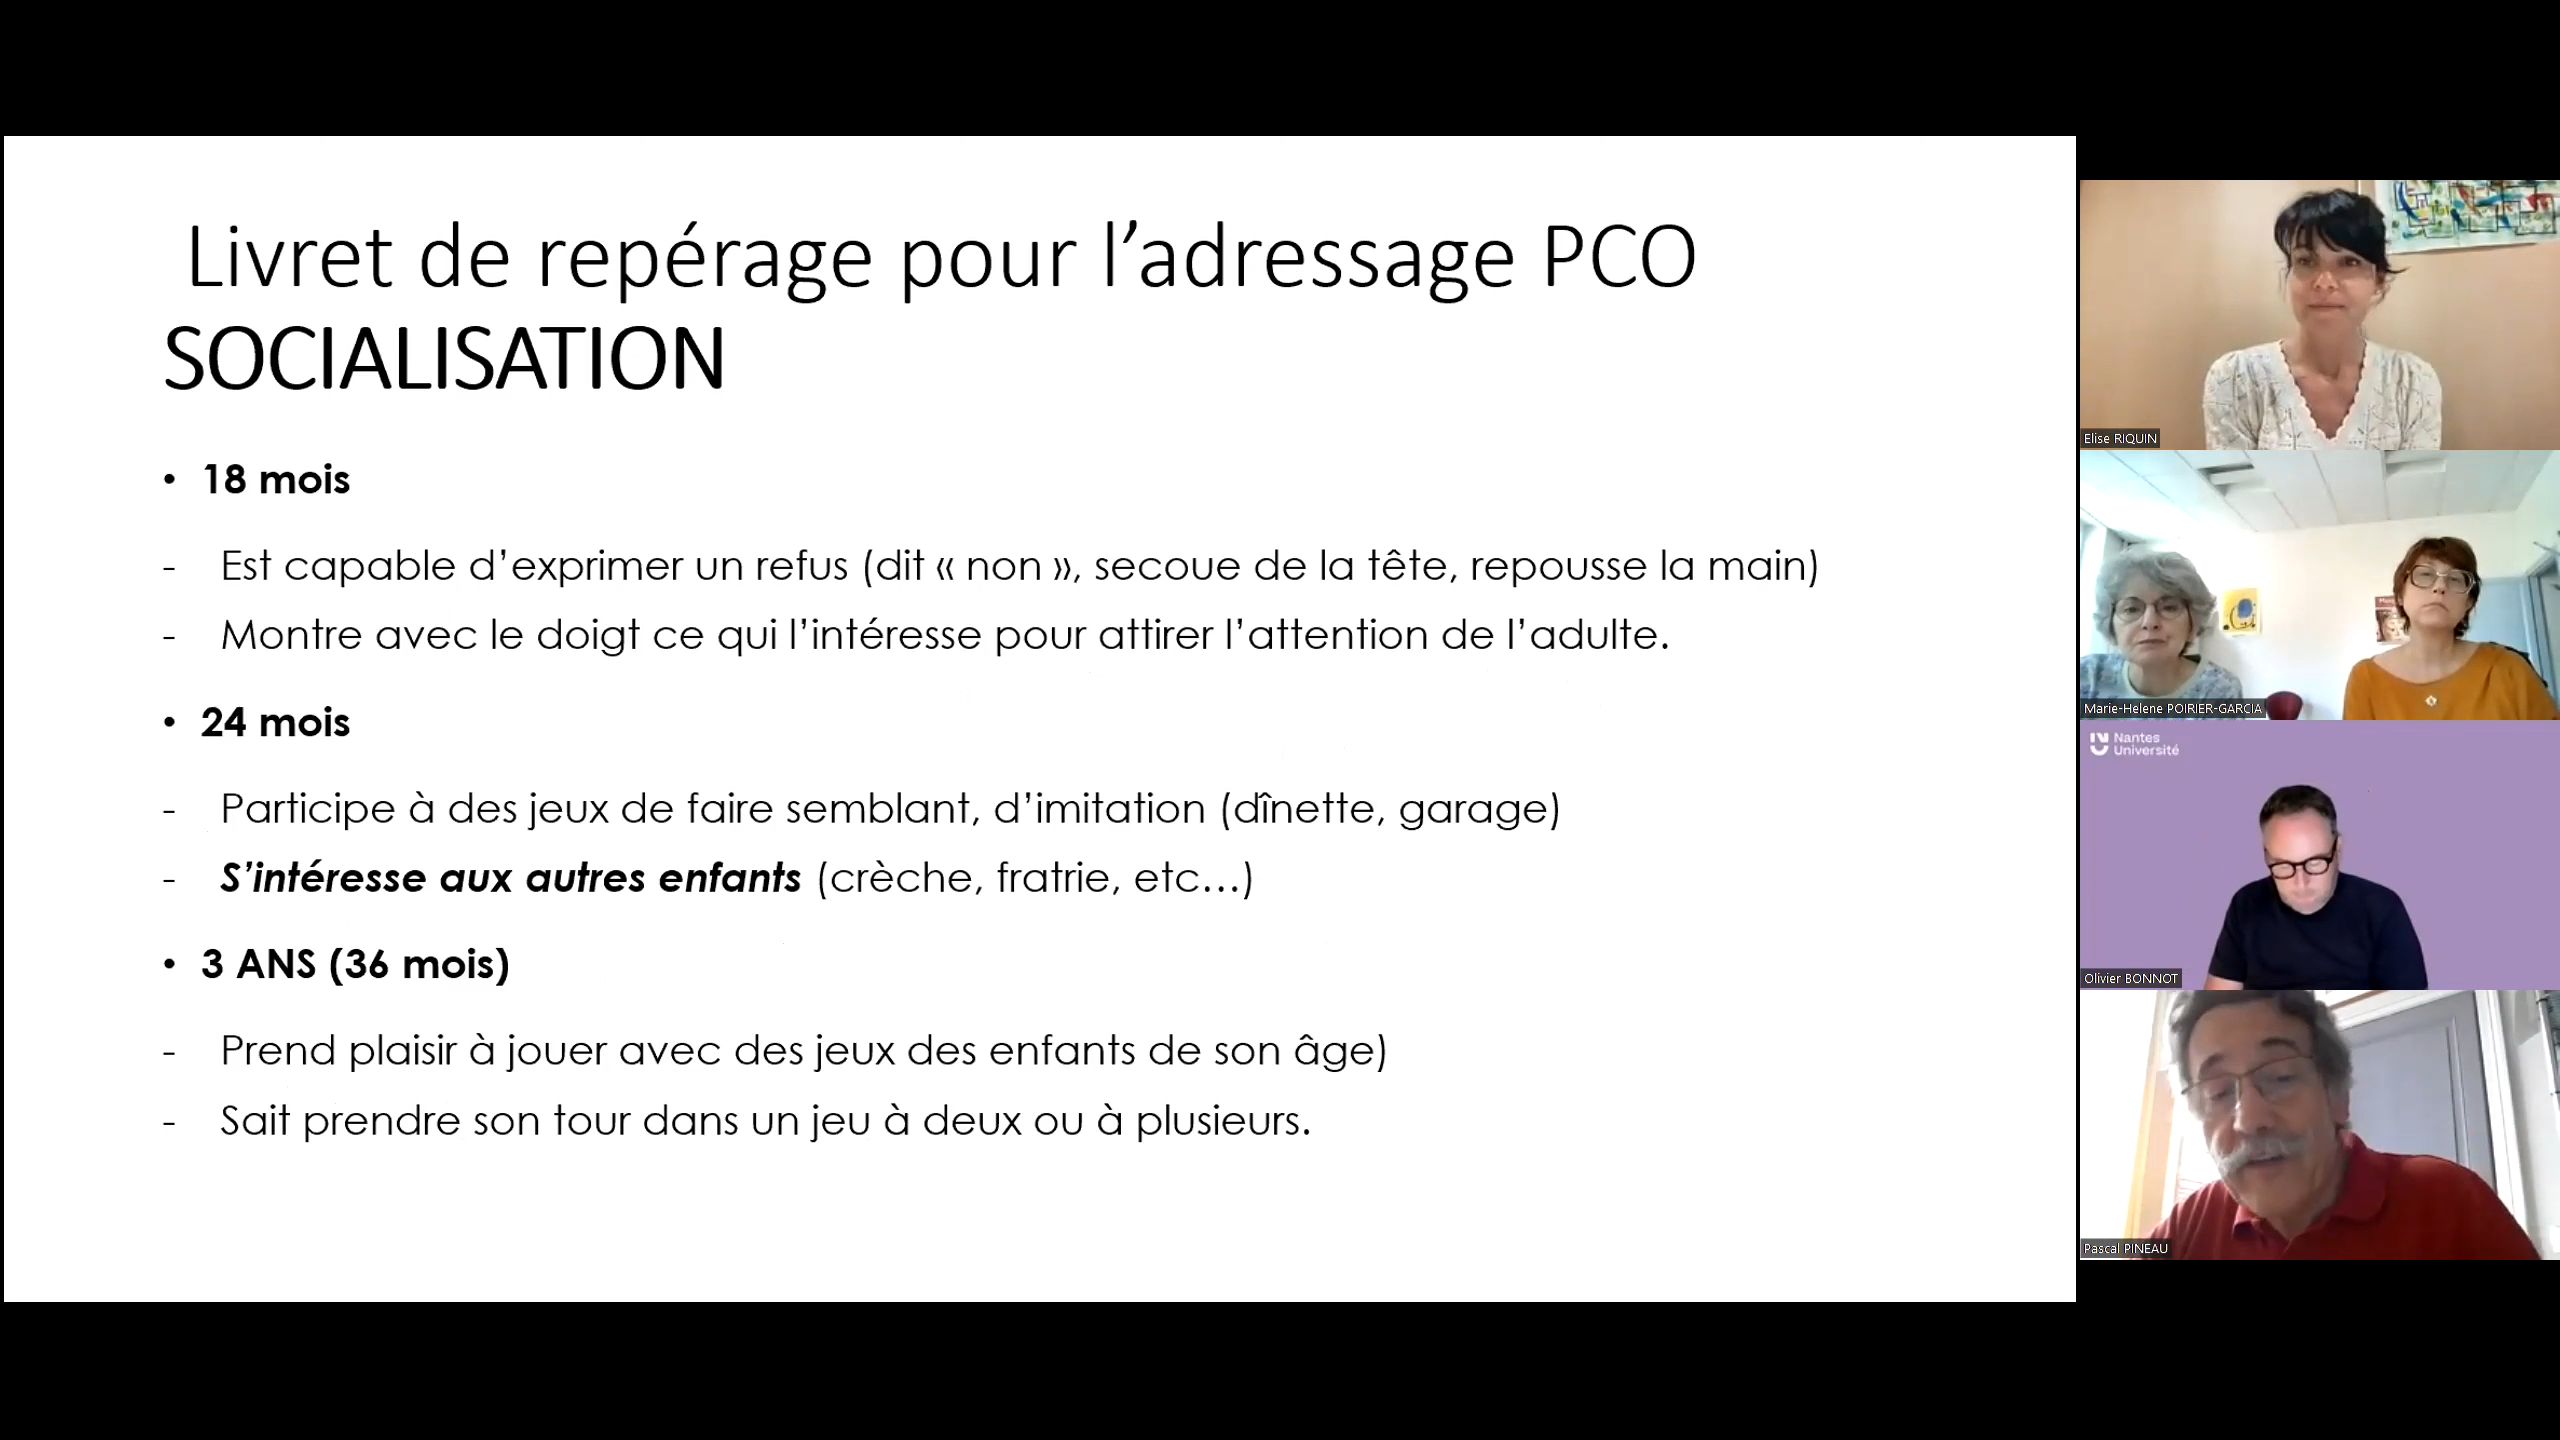 Livret de repérage pour l’adressage PCO
SOCIALISATION
• 18 mois
- Est capable d’exprimer un refus (dit « non », secoue de la tête, repousse la main)
- Montre avec le doigt ce qui l’intéresse pour attirer l’attention de l’adulte.
• 24 mois
- Participe à des jeux de faire semblant, d’imitation (dînette, garage)
- S’intéresse aux autres enfants (crèche, fratrie, etc…)
• 3 ANS (36 mois)
- Prend plaisir à jouer avec des jeux des enfants de son âge)
- Sait prendre son tour dans un jeu à deux ou à plusieurs.
Elise RIQUIN
Marie-Helene POIRIER-GARCIA
Nantes
Université
Olivier BONNOT
Pascal PINEAU